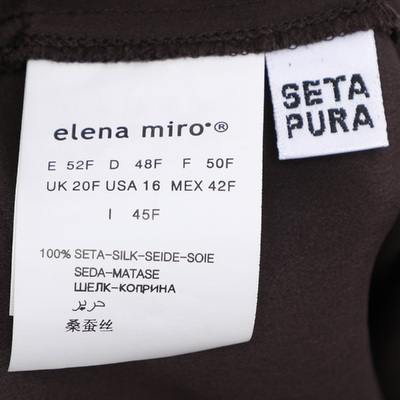 elena miro•®
E 52F D 48F F 50F
UK 20F USA 16 MEX 42F
I 45F
100% SETA-SILK-SEIDE-SOIE
SEDA-MATASE
ШЕЛК-КОПРИНА
حرير
桑蚕丝
SETA
PURA